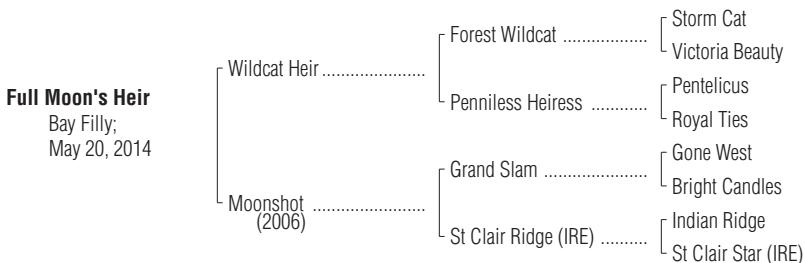 Full Moon's Heir
Bay Filly;
May 20, 2014
Wildcat Heir......................
Moonshot .......................
(2006)
Forest Wildcat .................
Penniless Heiress ...........
Grand Slam .....................
St Clair Ridge (IRE) ..........
Storm Cat
Victoria Beauty
Pentelicus
Royal Ties
Gone West
Bright Candles
Indian Ridge
St Clair Star (IRE)